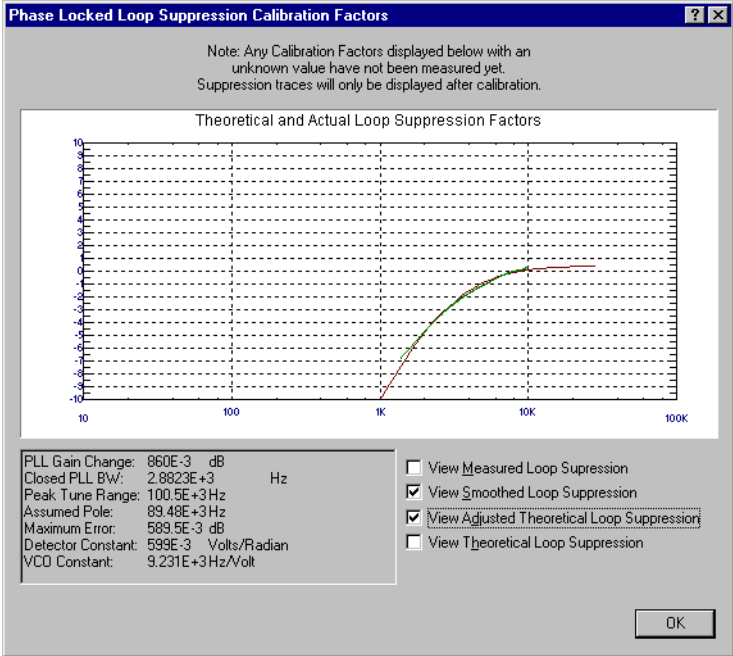 Phase Locked Loop Suppression Calibration Factors
Note: Any Calibration Factors displayed below with an
unknown value have not been measured yet.
Suppression traces will only be displayed after calibration.
Theoretical and Actual Loop Suppression Factors
10
9
8
7
6
5
4
3
2
1
0
-1
-2
-3
-4
-5
-6
-7
-8
-9
-10
10
100
1K
10K
100K
PLL Gain Change: 860E-3 dB
Closed PLL BW: 2.8823E+3 Hz
Peak Tune Range: 100.5E+3 Hz
Assumed Pole: 89.48E+3 Hz
Maximum Error: 589.5E-3 dB
Detector Constant: 599E-3 Volts/Radian
VCO Constant: 9.231E+3 Hz/Volt
View Measured Loop Supression
View Smoothed Loop Suppression
View Adjusted Theoretical Loop Suppression
View Theoretical Loop Suppression
OK